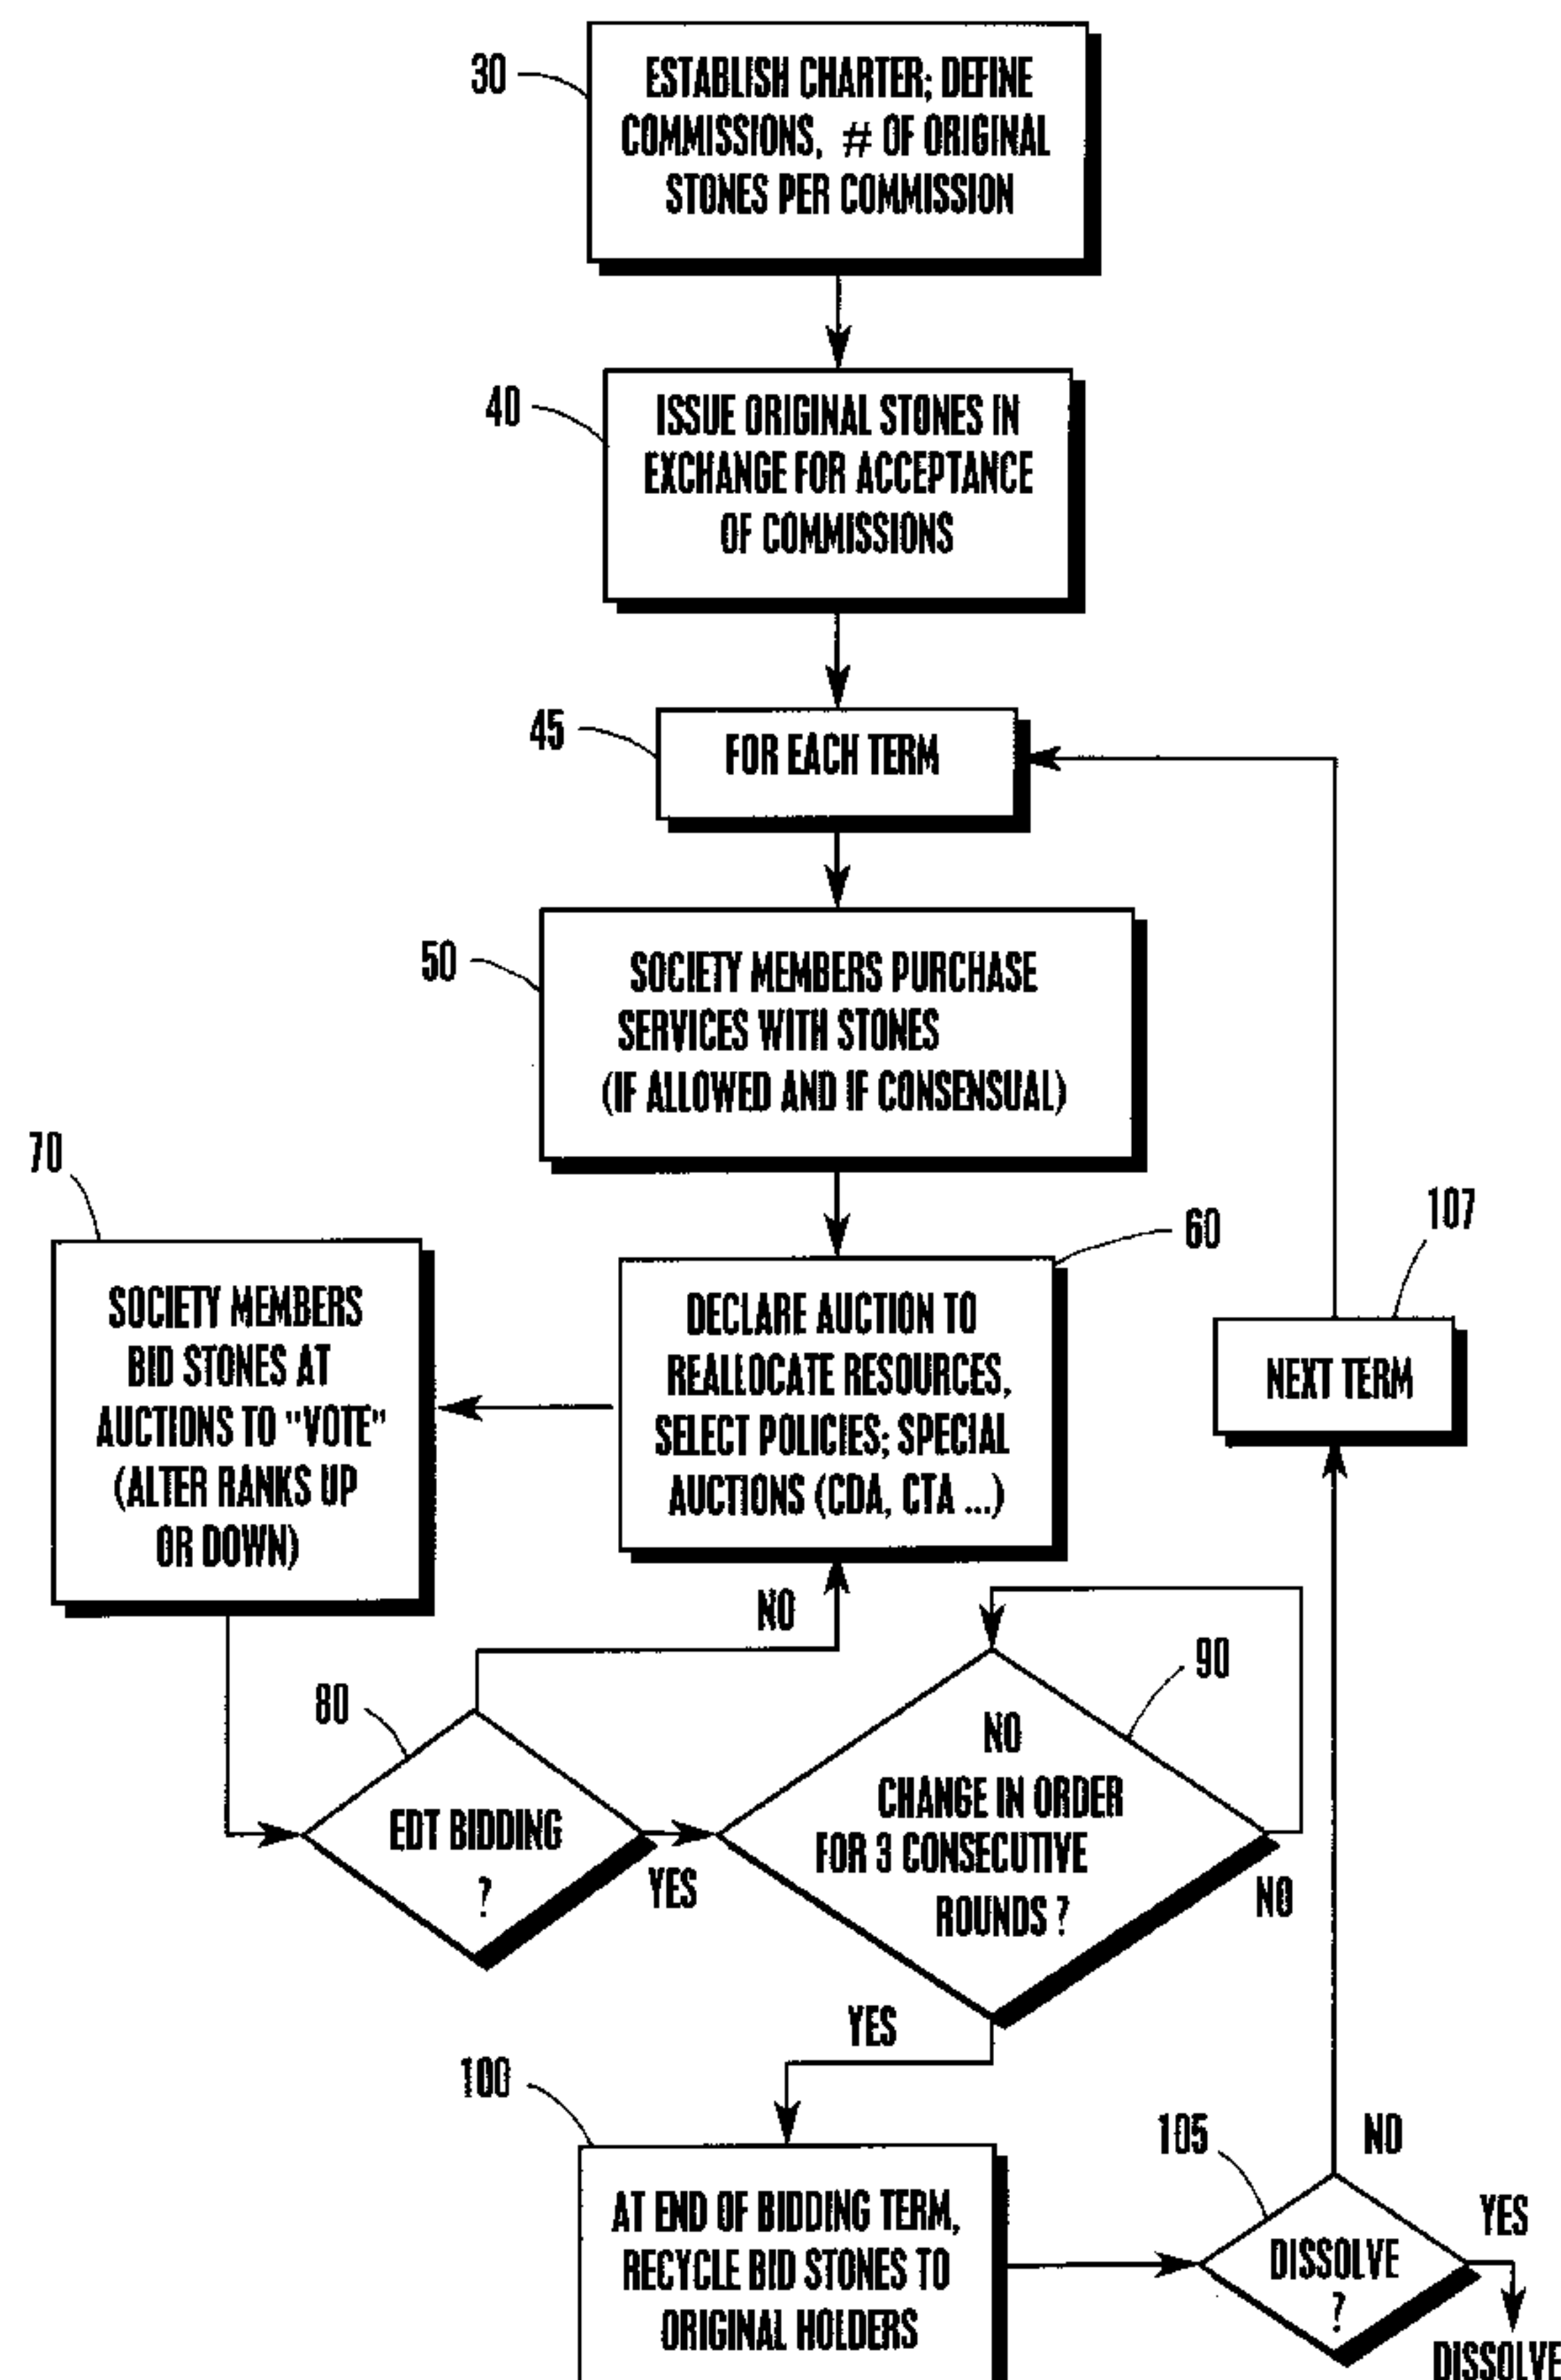 30
ESTABLISH CHARTER; DEFINE
COMMISSIONS, # OF ORIGINAL
STONES PER COMMISSION
40
ISSUE ORIGINAL STONES IN
EXCHANGE FOR ACCEPTANCE
OF COMMISSIONS
45
FOR EACH TERM
50
SOCIETY MEMBERS PURCHASE
SERVICES WITH STONES
(IF ALLOWED AND IF CONSENSUAL)
60
DECLARE AUCTION TO
REALLOCATE RESOURCES,
SELECT POLICIES; SPECIAL
AUCTIONS (CDA, CTA ...)
70
SOCIETY MEMBERS
BID STONES AT
AUCTIONS TO "VOTE"
(ALTER RANKS UP
OR DOWN)
107
NEXT TERM
NO
80
EDT BIDDING
?
YES
90
NO
CHANGE IN ORDER
FOR 3 CONSECUTIVE
ROUNDS ?
NO
YES
100
AT END OF BIDDING TERM,
RECYCLE BID STONES TO
ORIGINAL HOLDERS
105
DISSOLVE
?
NO
YES
DISSOLVE